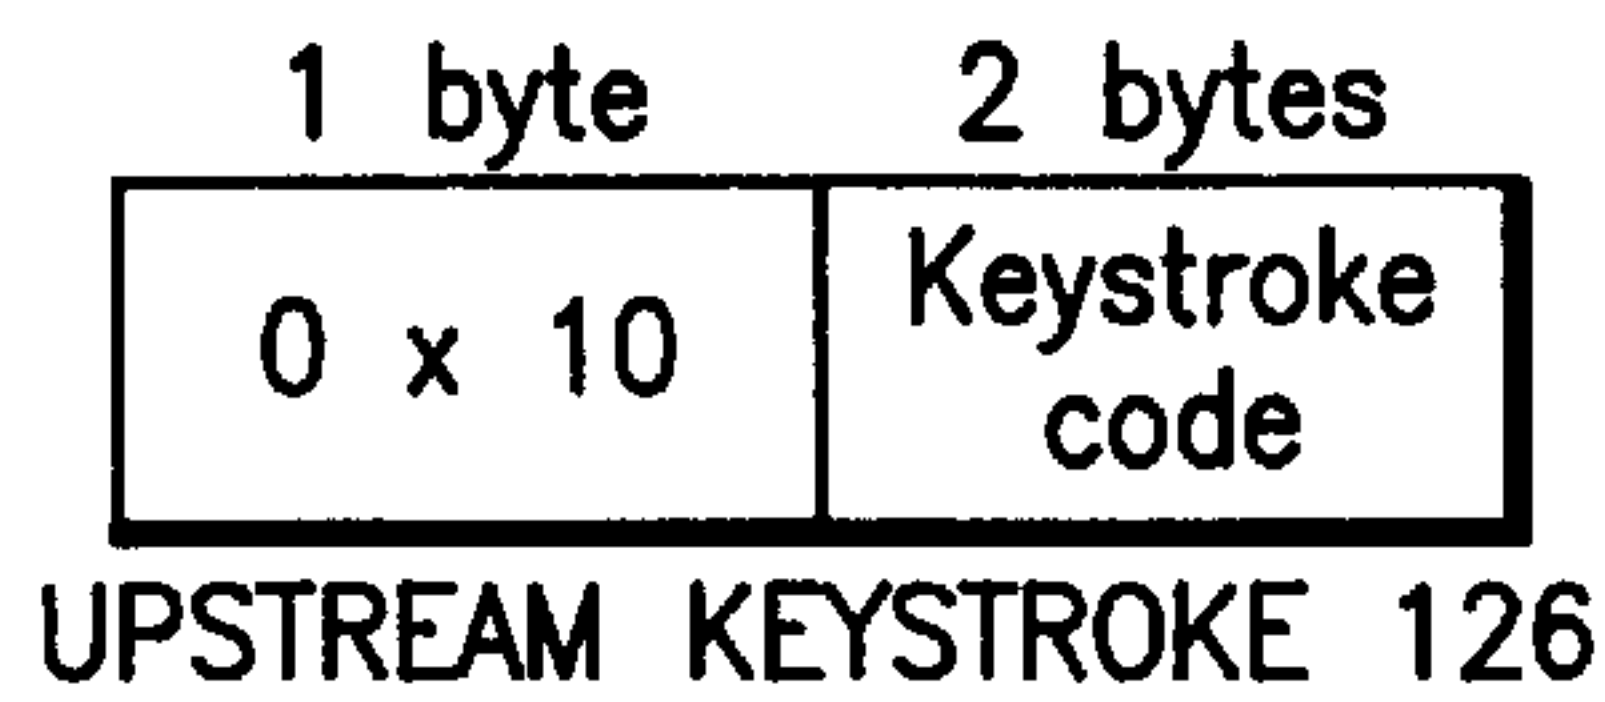 1 byte 2 bytes
0 x 10
Keystroke
code
UPSTREAM KEYSTROKE 126